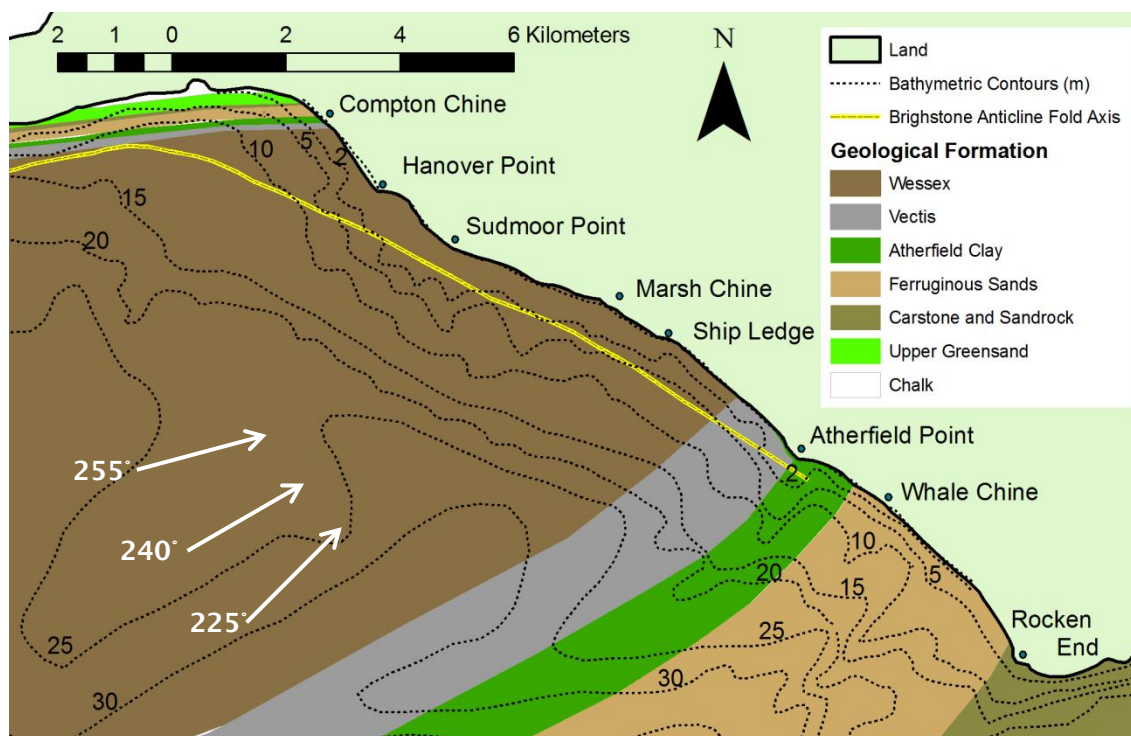 2 1 0 2 4 6 Kilometers
N
Land
Bathymetric Contours (m)
Brighstone Anticline Fold Axis
Geological Formation
Wessex
Vectis
Atherfield Clay
Ferruginous Sands
Carstone and Sandrock
Upper Greensand
Chalk
Compton Chine
5
10
2
Hanover Point
15
Sudmoor Point
20
Marsh Chine
Ship Ledge
Atherfield Point
255°
2
Whale Chine
240°
10
20
5
15
225°
Rocken
End
25
25
30
30